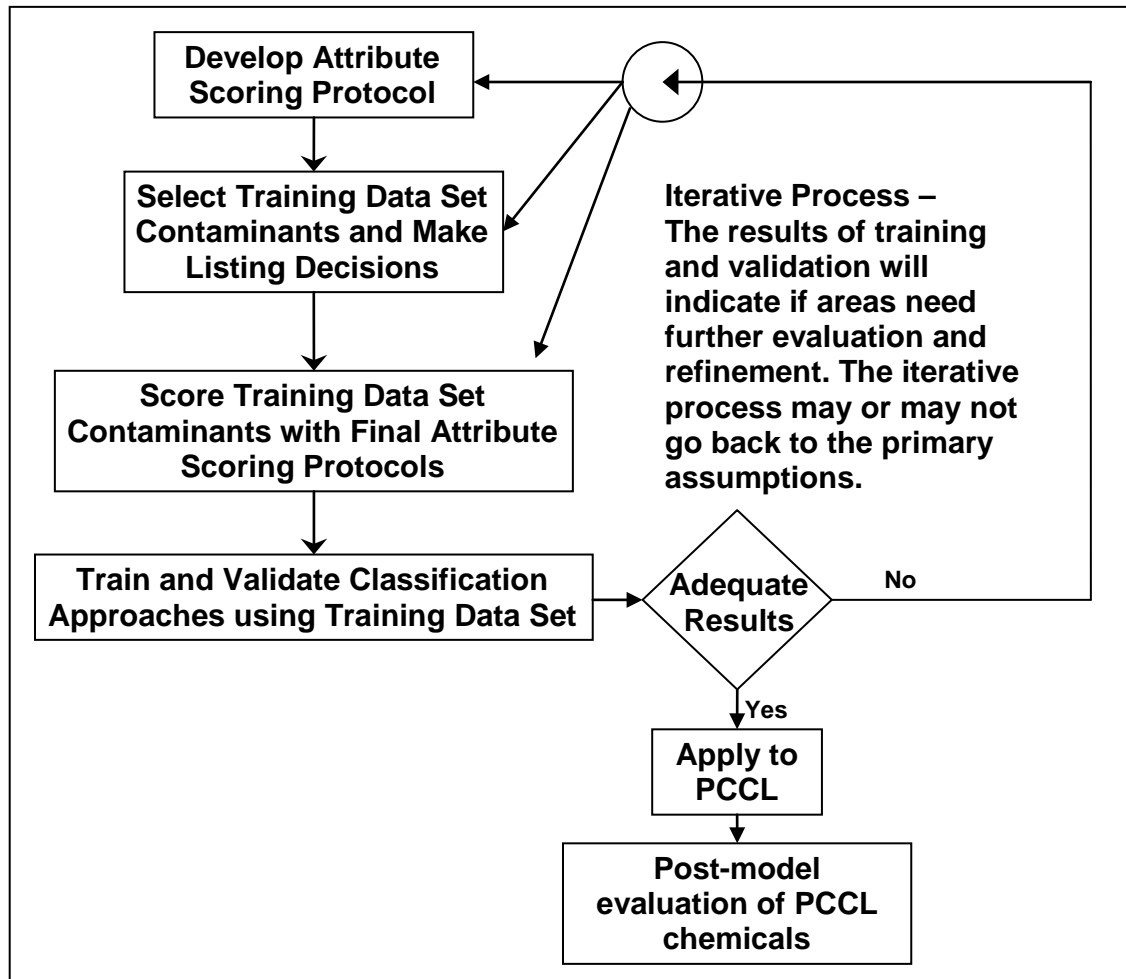 Develop Attribute
Scoring Protocol
Select Training Data Set
Contaminants and Make
Listing Decisions
Iterative Process –
The results of training
and validation will
indicate if areas need
further evaluation and
refinement. The iterative
process may or may not
go back to the primary
assumptions.
Score Training Data Set
Contaminants with Final Attribute
Scoring Protocols
Train and Validate Classification
Approaches using Training Data Set
Adequate
Results
No
Yes
Apply to
PCCL
Post-model
evaluation of PCCL
chemicals